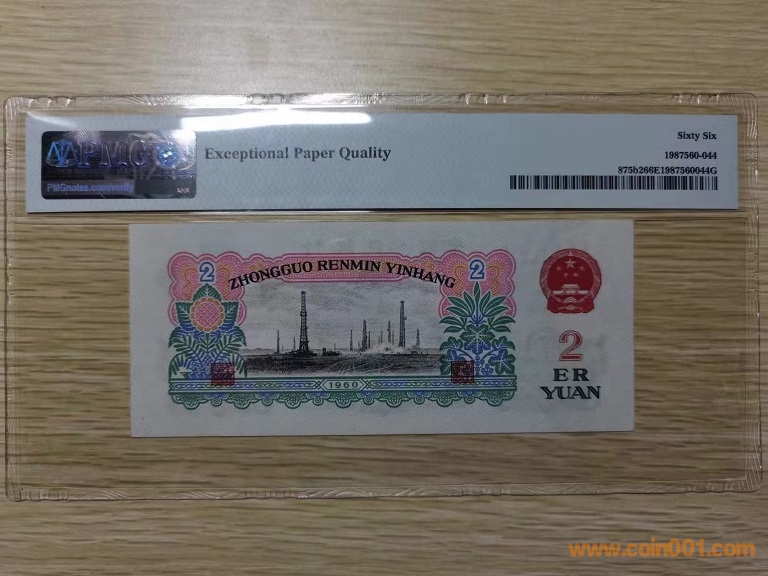 PMG
PMGnotes.com/verify
Exceptional Paper Quality
Sixty Six
1987560-044
875b266E1987560044G
2
ZHONGGUO RENMIN YINHANG
2
1960
2
ER
YUAN
www.coin001.com